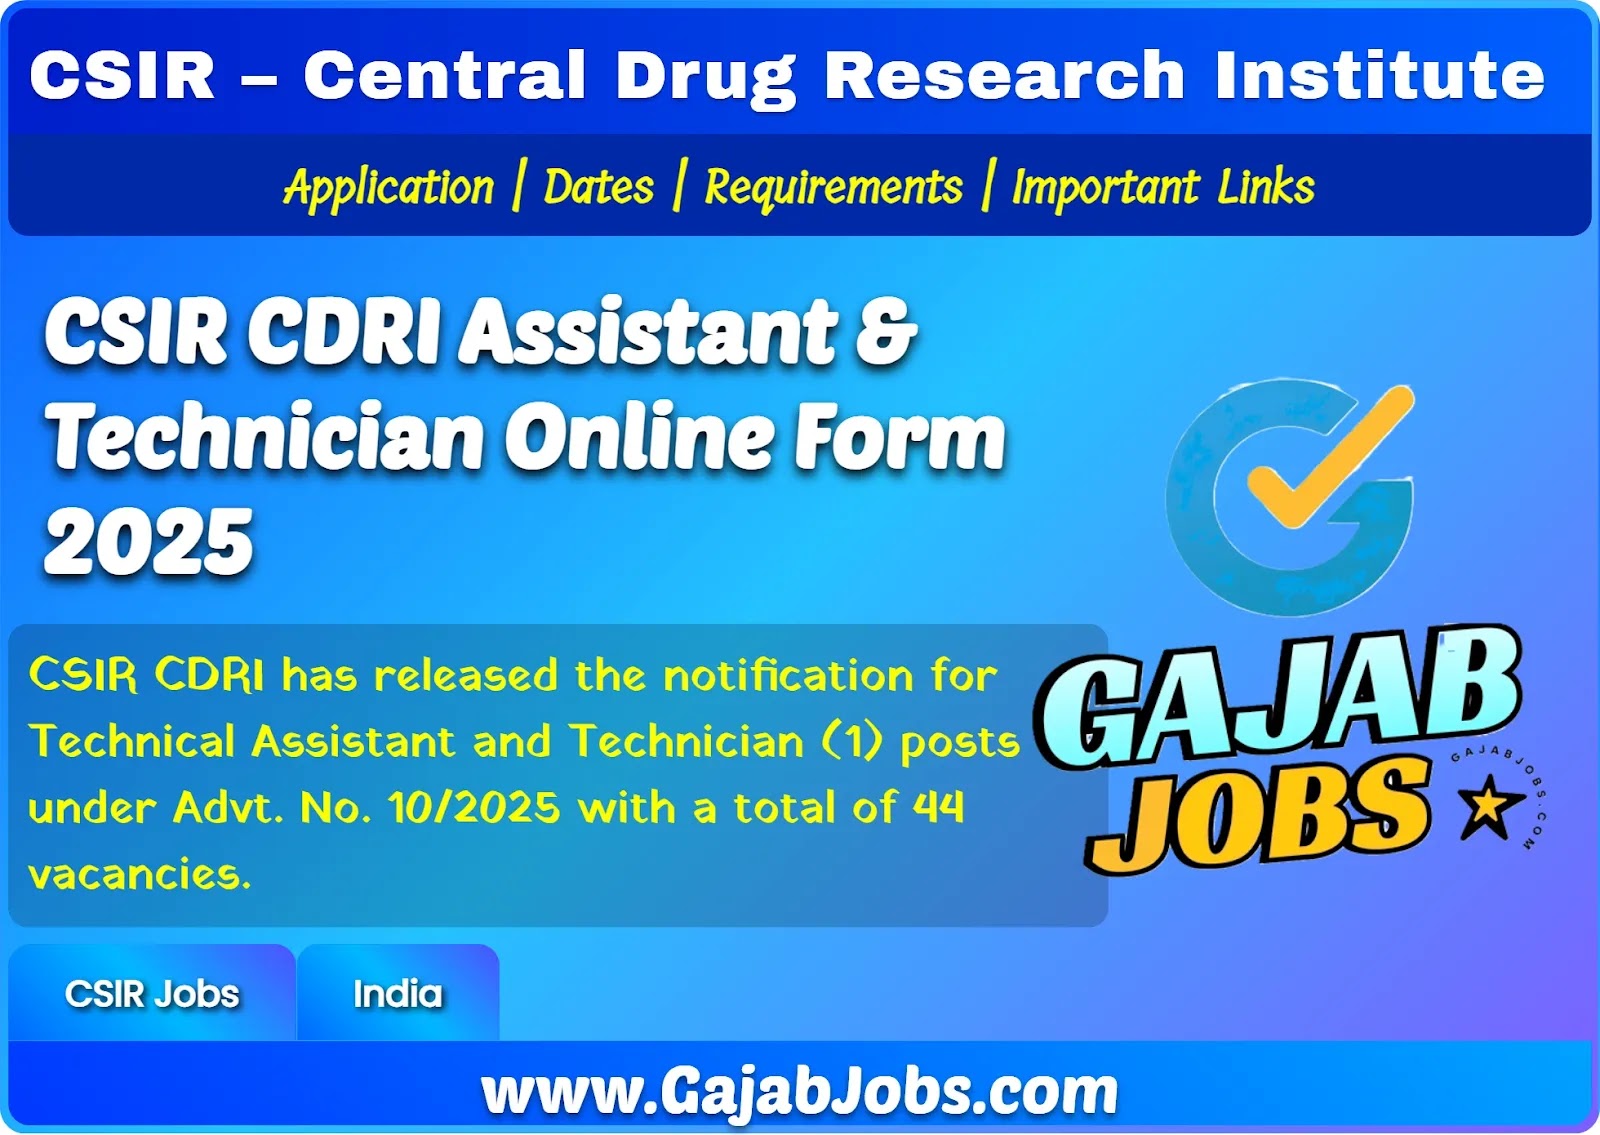 CSIR – Central Drug Research Institute
Application | Dates | Requirements | Important Links
CSIR CDRI Assistant &
Technician Online Form
2025
CSIR CDRI has released the notification for
Technical Assistant and Technician (1) posts
under Advt. No. 10/2025 with a total of 44
vacancies.
GAJAB
JOBS
GAJABJOBS.COM
CSIR Jobs
India
www.GajabJobs.com